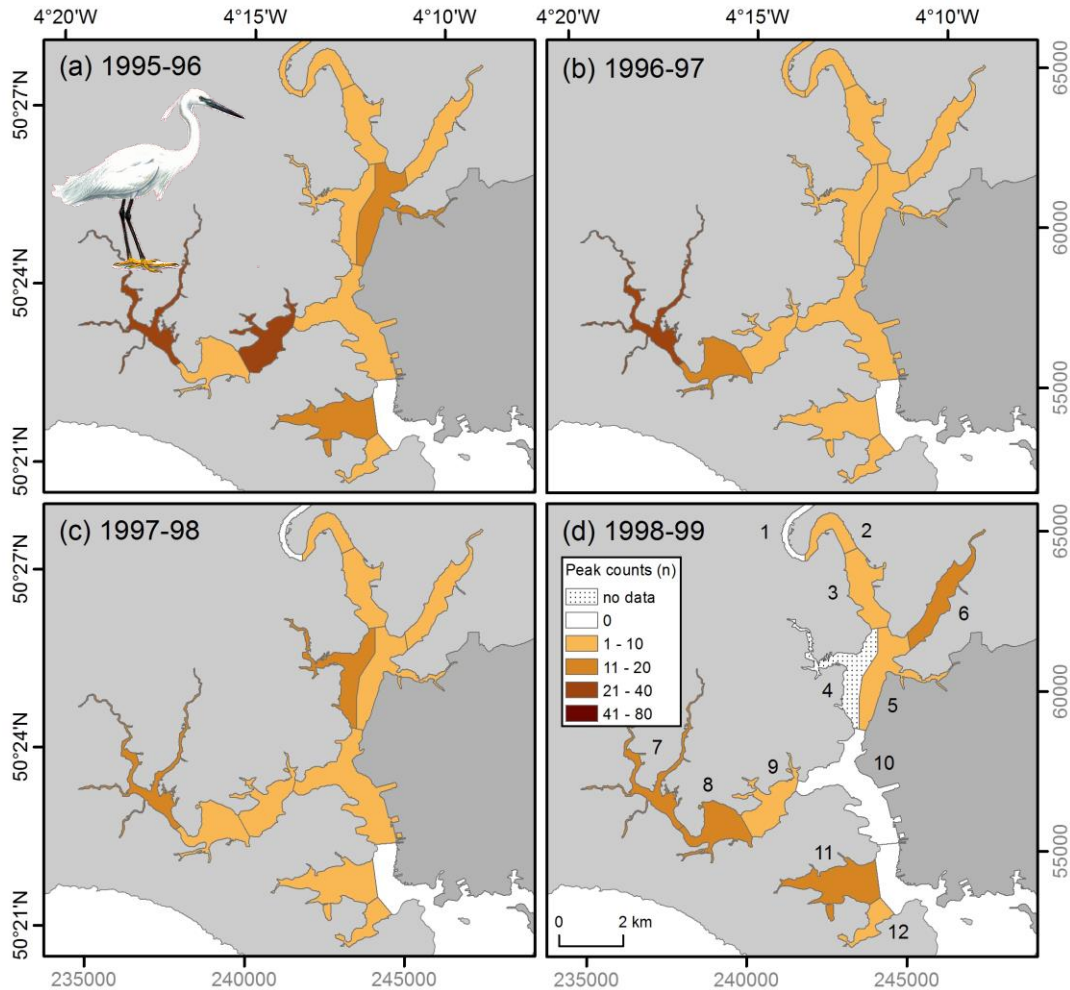 4°20'W 4°15'W 4°10'W 4°20'W 4°15'W 4°10'W
(a) 1995-96
(b) 1996-97
50°27'N
50°24'N
50°21'N
65000
60000
55000
(c) 1997-98
(d) 1998-99
1
2
3
4
5
6
7
8
9
10
11
12
Peak counts (n)
no data
0
1 - 10
11 - 20
21 - 40
41 - 80
0 2 km
50°27'N
50°24'N
50°21'N
65000
60000
55000
235000 240000 245000 235000 240000 245000